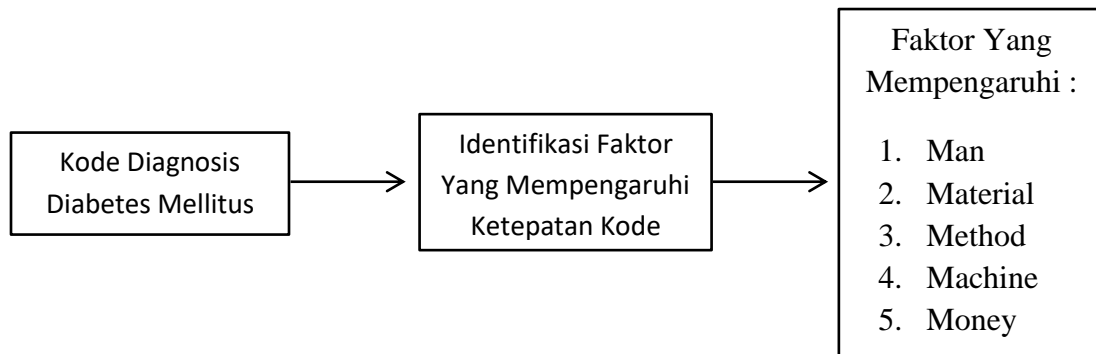 Kode Diagnosis
Diabetes Mellitus
Identifikasi Faktor
Yang Mempengaruhi
Ketepatan Kode
Faktor Yang
Mempengaruhi :
1. Man
2. Material
3. Method
4. Machine
5. Money